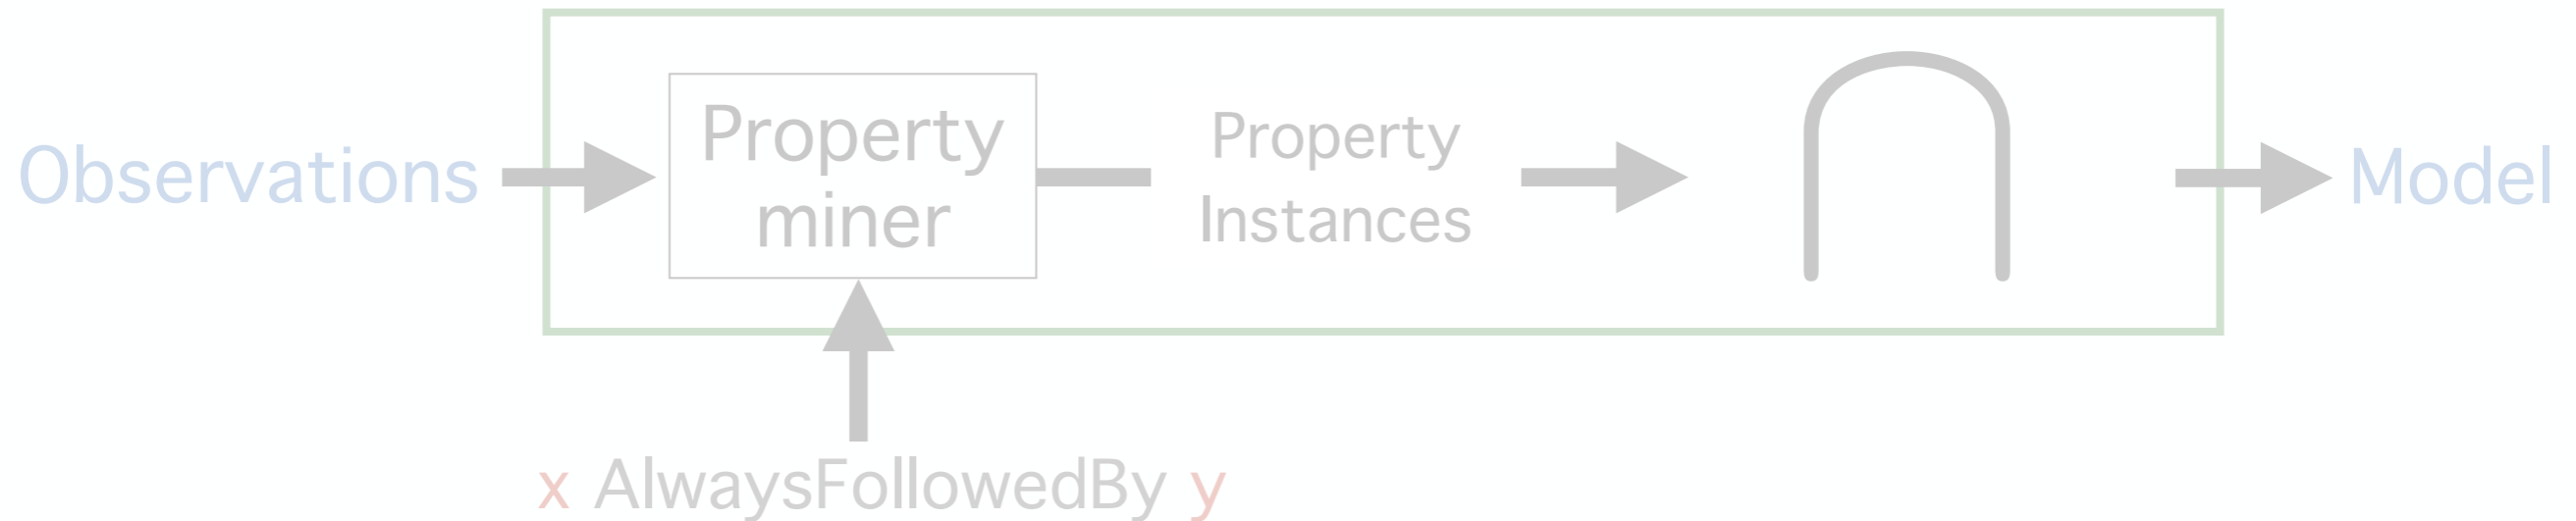 Observations
Property
miner
Property
Instances
∩
Model
x AlwaysFollowedBy y